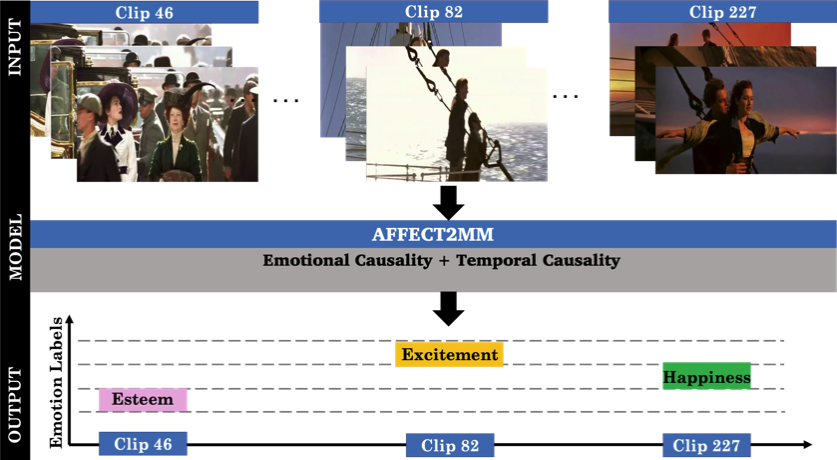 INPUT
Clip 46
Clip 82
Clip 227
...
...
MODEL
AFFECT2MM
Emotional Causality + Temporal Causality
OUTPUT
Emotion Labels
Excitement
Happiness
Esteem
Clip 46
Clip 82
Clip 227